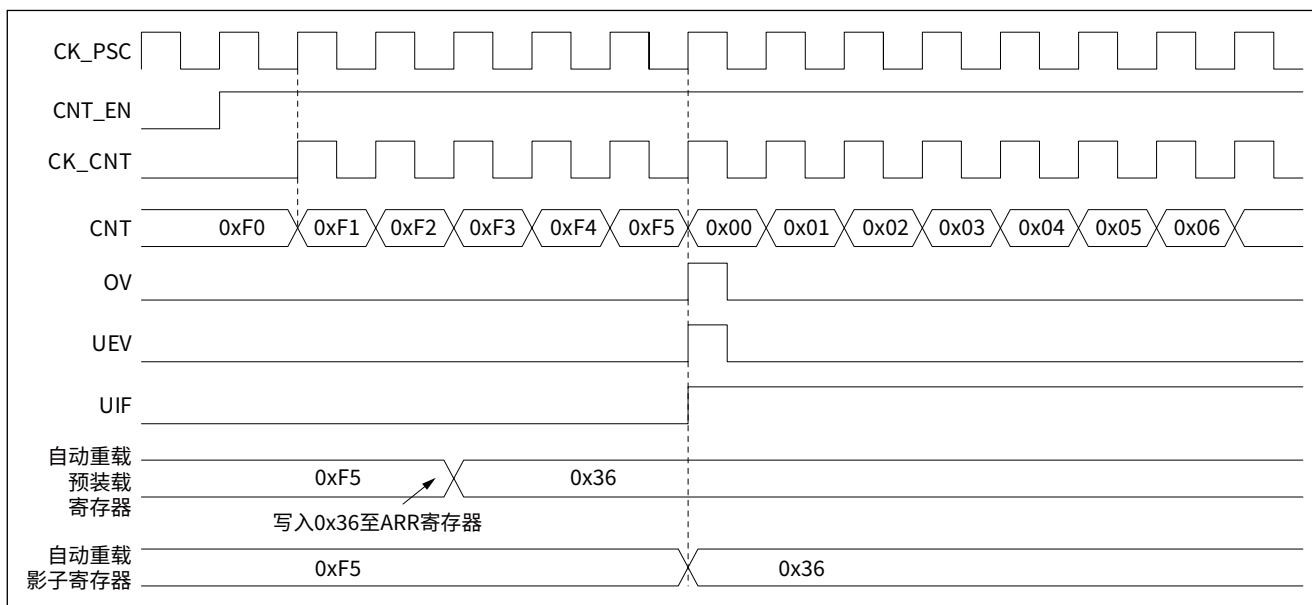 CK_PSC
CNT_EN
CK_CNT
CNT 0xF0 0xF1 0xF2 0xF3 0xF4 0xF5 0x00 0x01 0x02 0x03 0x04 0x05 0x06
OV
UEV
UIF
自动重载
预装载
寄存器
0xF5 0x36
写入0x36至ARR寄存器
自动重载
影子寄存器
0xF5 0x36